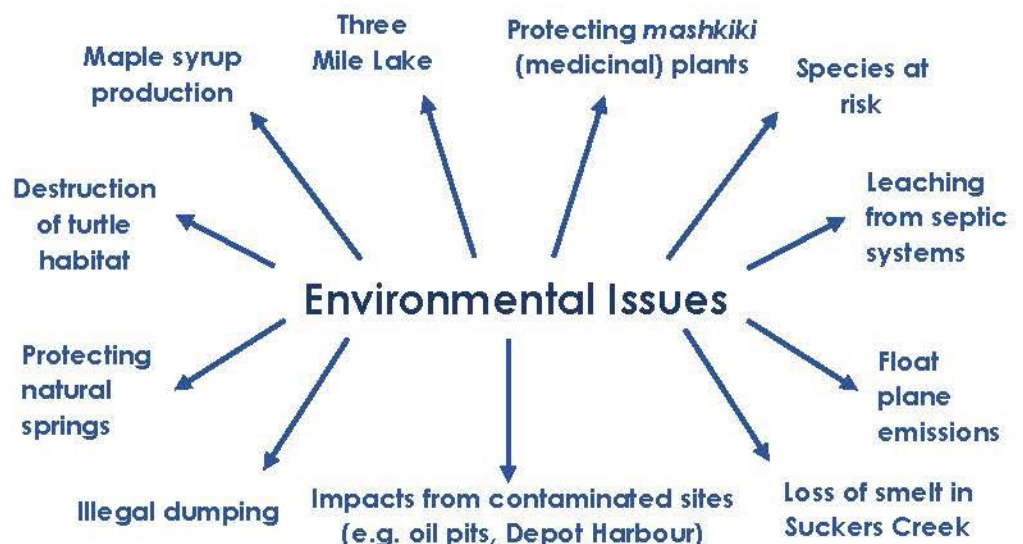 Maple syrup
production
Three
Mile Lake
Protecting mashkiki
(medicinal) plants
Species at
risk
Destruction
of turtle
habitat
Leaching
from septic
systems
Environmental Issues
Protecting
natural
springs
Float
plane
emissions
Illegal dumping
Impacts from contaminated sites
(e.g. oil pits, Depot Harbour)
Loss of smelt in
Suckers Creek